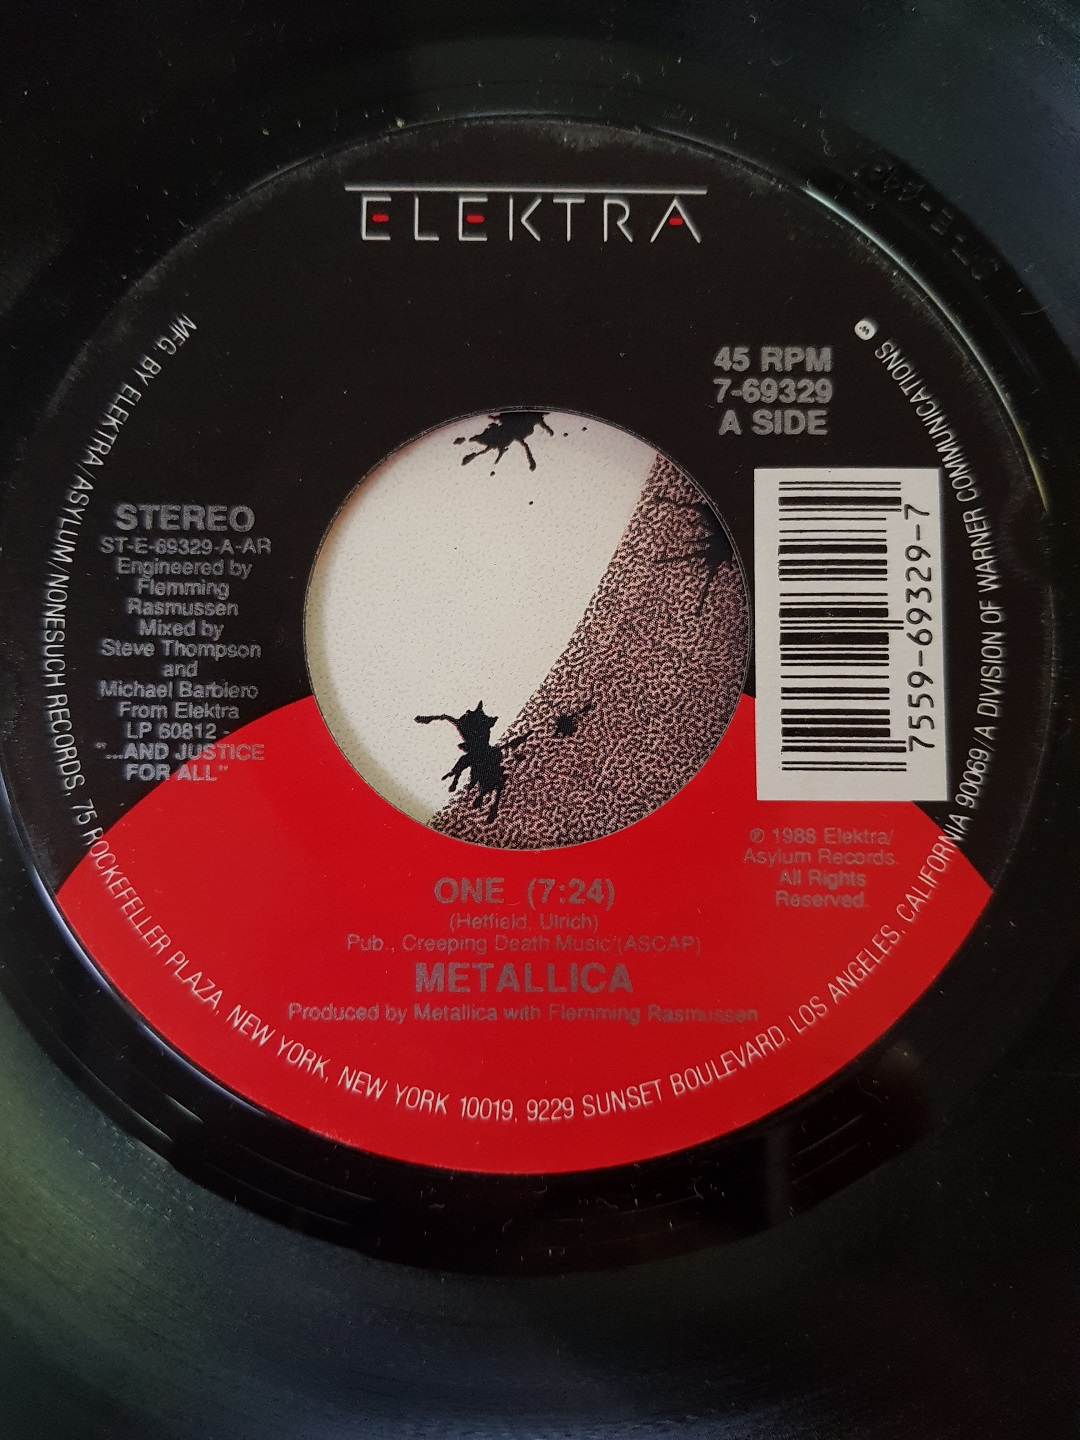 ELEKTRA
45 RPM
7-69329
A SIDE
STEREO
ST-E-69329-A-AR
Engineered by
Flemming
Rasmussen
Mixed by
Steve Thompson
and
Michael Barbiero
From Elektra
LP 60812 -
"...AND JUSTICE
FOR ALL"
7559-69329-7
℗ 1988 Elektra/
Asylum Records.
All Rights
Reserved.
ONE (7:24)
(Hetfield, Ulrich)
Pub., Creeping Death Music/(ASCAP)
METALLICA
Produced by Metallica with Flemming Rasmussen
MFG. BY ELEKTRA/ASYLUM/NONESUCH RECORDS, 75 ROCKEFELLER PLAZA, NEW YORK, NEW YORK 10019, 9229 SUNSET BOULEVARD, LOS ANGELES, CALIFORNIA 90069/A DIVISION OF WARNER COMMUNICATIONS